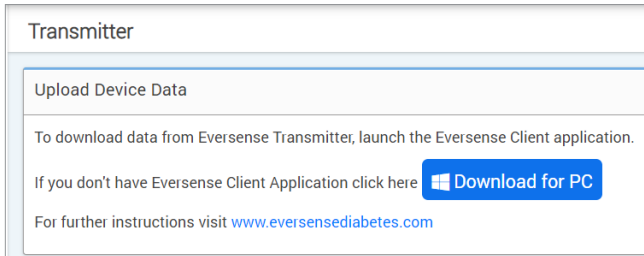 Transmitter
Upload Device Data
To download data from Eversense Transmitter, launch the Eversense Client application.
If you don't have Eversense Client Application click here Download for PC
For further instructions visit www.eversensediabetes.com